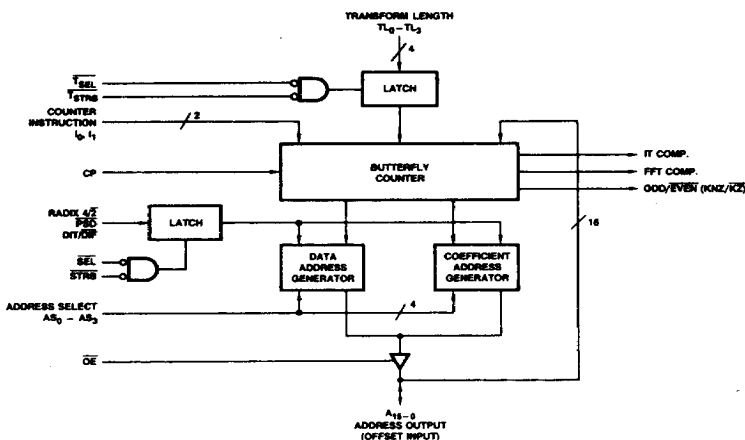 TRANSFORM LENGTH
TL0–TL3
4
T̅S̅E̅L̅
T̅S̅T̅R̅B̅
LATCH
COUNTER
INSTRUCTION
I0, I1
2
BUTTERFLY
COUNTER
CP
IT COMP.
FFT COMP.
ODD/E̅V̅E̅N̅ (KNZ/K̅Z̅)
16
RADIX 4/2̅
P̅S̅D̅
DIT/D̅I̅F̅
LATCH
S̅E̅L̅
S̅T̅R̅B̅
DATA
ADDRESS
GENERATOR
COEFFICIENT
ADDRESS
GENERATOR
ADDRESS SELECT
AS0 – AS3
4
O̅E̅
A15–0
ADDRESS OUTPUT
(OFFSET INPUT)